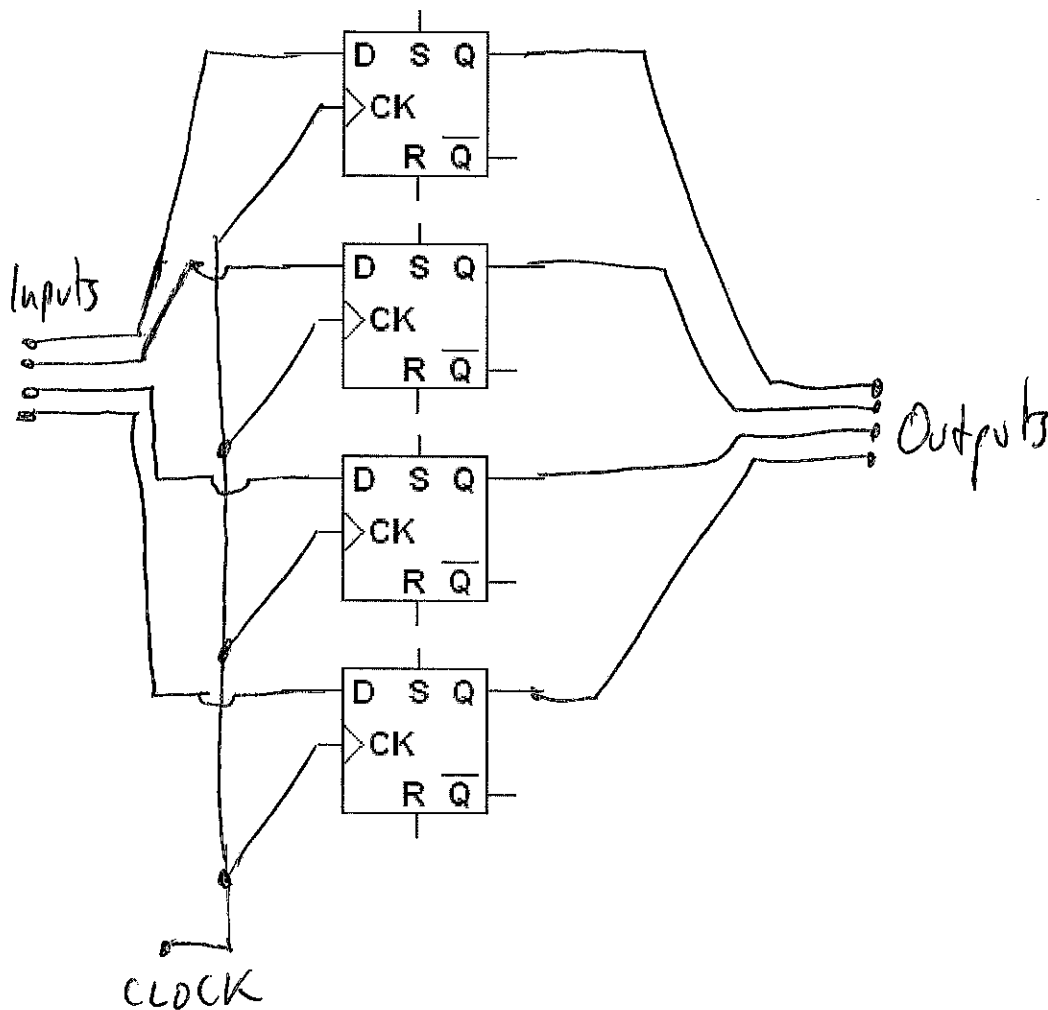 D S Q
CK
R Q̅
D S Q
CK
R Q̅
Inputs
Outputs
D S Q
CK
R Q̅
D S Q
CK
R Q̅
CLOCK